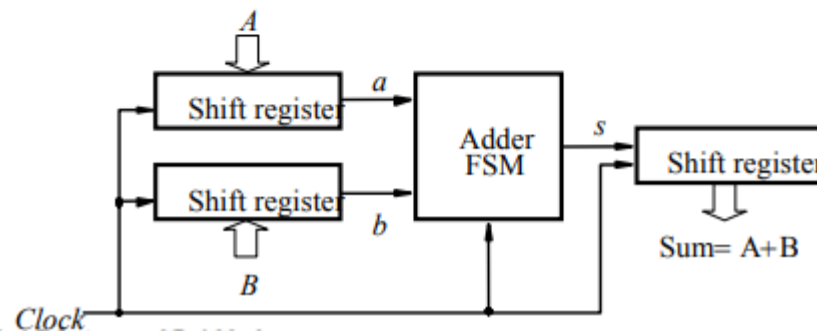 A
Shift register
a
Adder
FSM
s
Shift register
Shift register
b
B
Sum= A+B
Clock